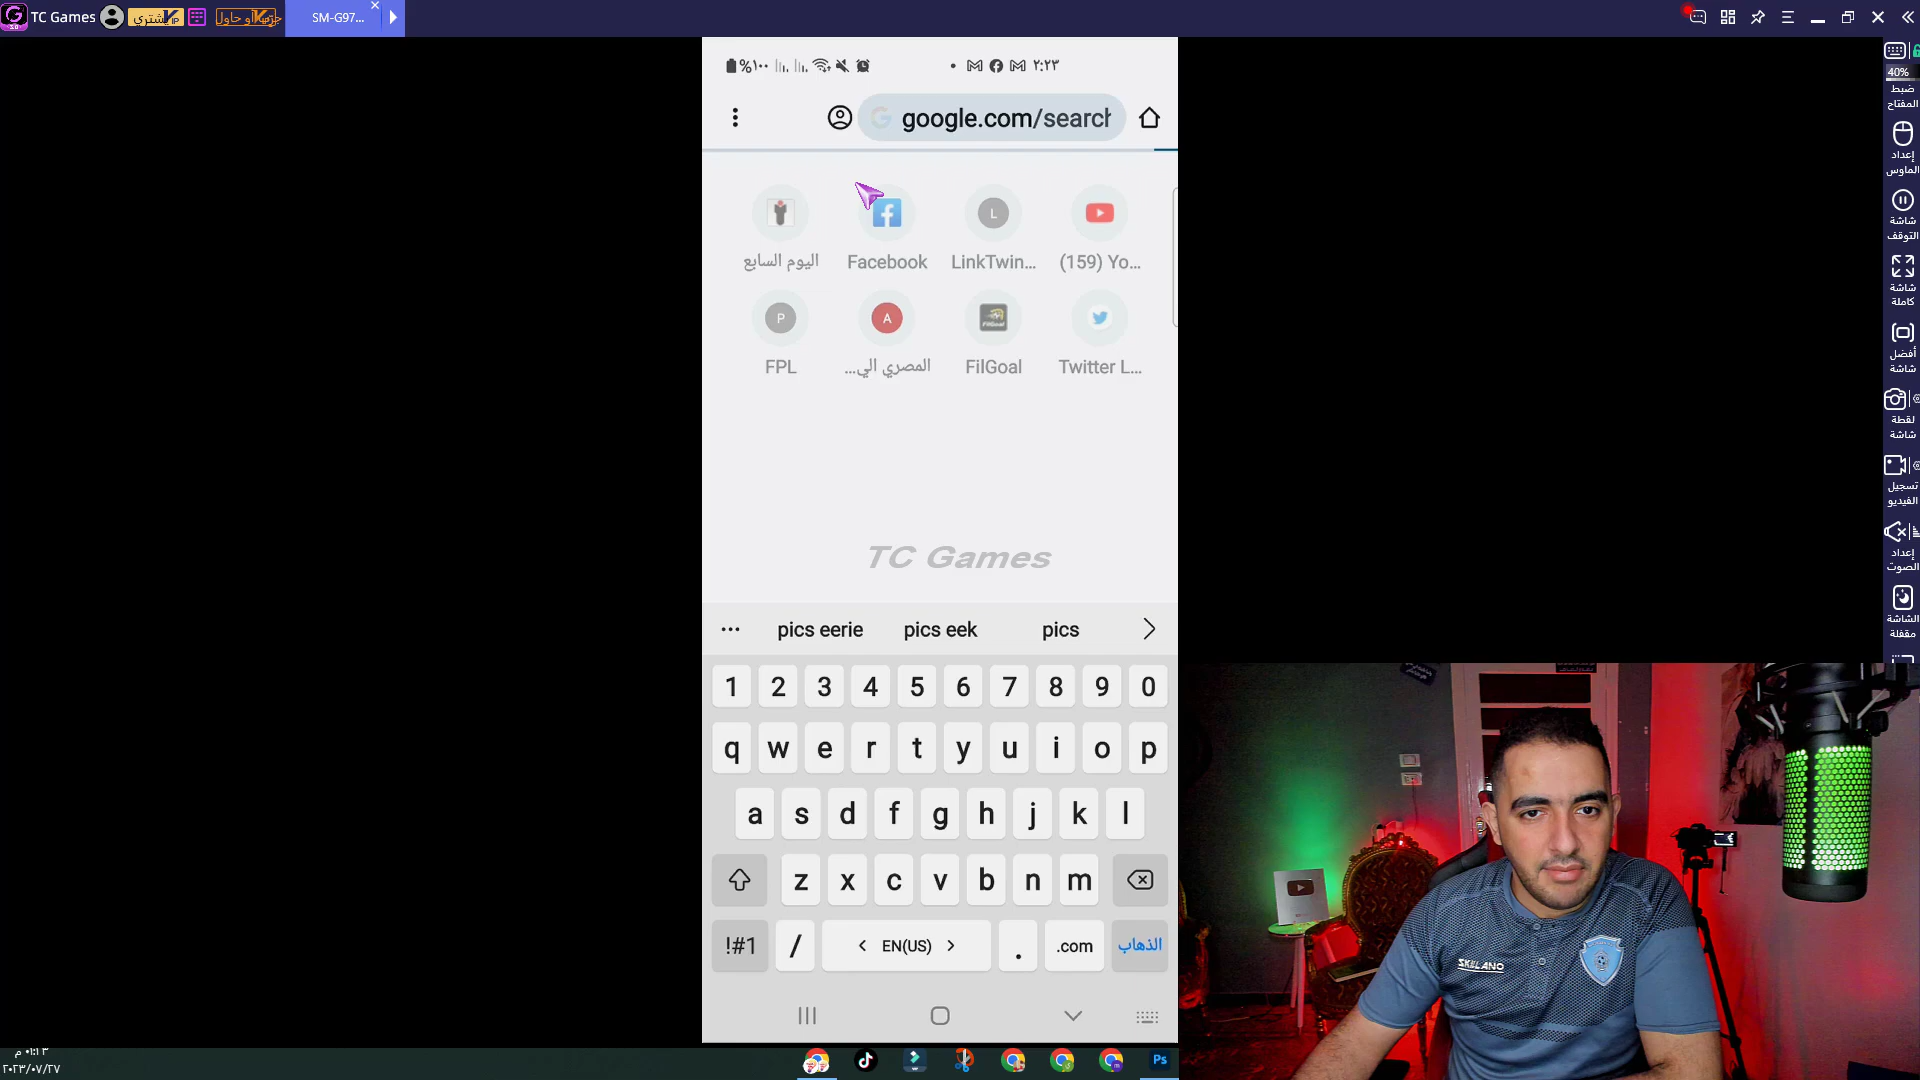 TC Games
SM-G97...
٪١٠٠
٢:٢٣
google.com/search
40%
ضبط
المفتاح
إعداد
الماوس
شاشة
التوقف
شاشة
كاملة
أفضل
شاشة
لقطة
شاشة
تسجيل
الفيديو
إعداد
الصوت
الشاشة
مقفلة
اليوم السابع
Facebook
LinkTwin...
(159) Yo...
P
A
L
FPL
المصري الي...
FilGoal
Twitter L...
TC Games
pics eerie
pics eek
pics
1 2 3 4 5 6 7 8 9 0
q w e r t y u i o p
a s d f g h j k l
z x c v b n m
!#1 / < EN(US) > . .com الذهاب
SKELANO
Ps
٠١:٢٣ م
٢٠٢٣/٠٧/٢٧